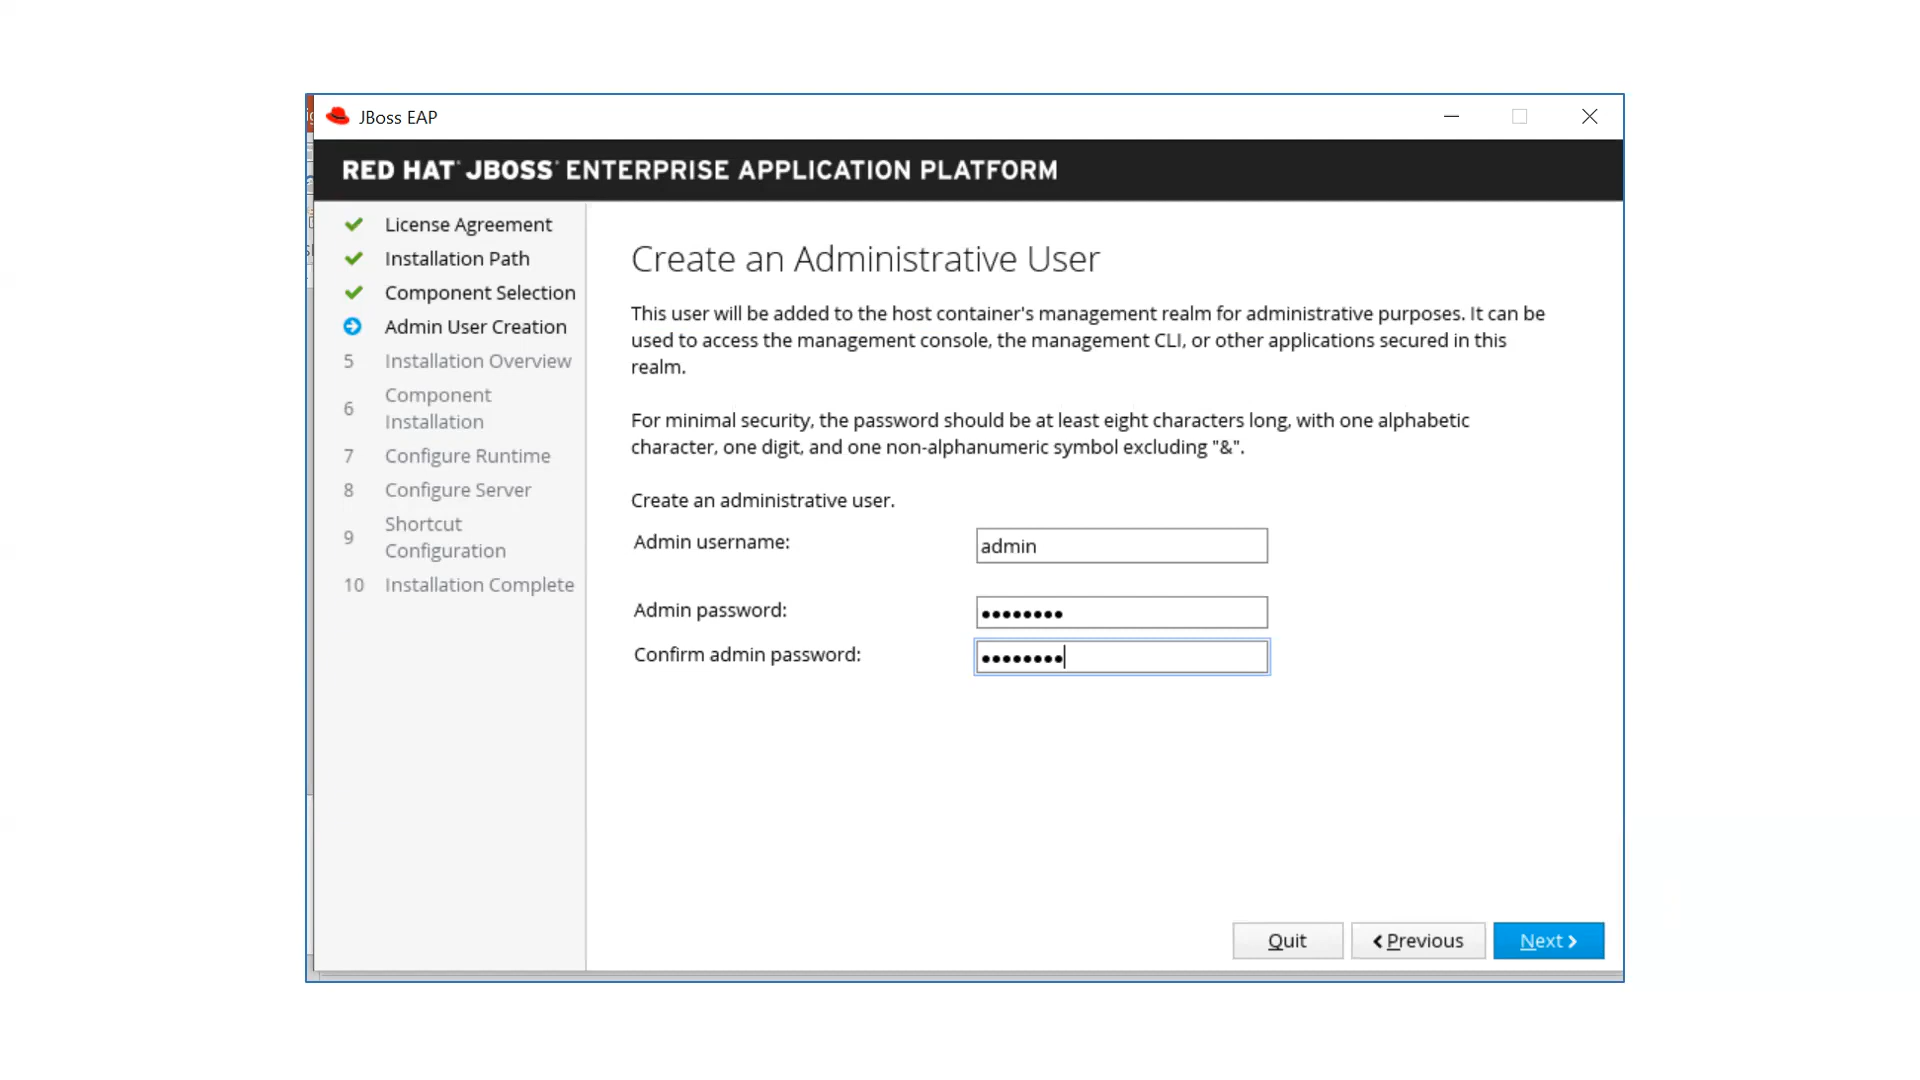 JBoss EAP
RED HAT JBOSS ENTERPRISE APPLICATION PLATFORM
License Agreement
Installation Path
Component Selection
Admin User Creation
5 Installation Overview
6 Component
Installation
7 Configure Runtime
8 Configure Server
9 Shortcut
Configuration
10 Installation Complete
Create an Administrative User
This user will be added to the host container's management realm for administrative purposes. It can be
used to access the management console, the management CLI, or other applications secured in this
realm.
For minimal security, the password should be at least eight characters long, with one alphabetic
character, one digit, and one non-alphanumeric symbol excluding "&".
Create an administrative user.
Admin username: admin
Admin password: ••••••••
Confirm admin password: ••••••••
Quit
Previous
Next